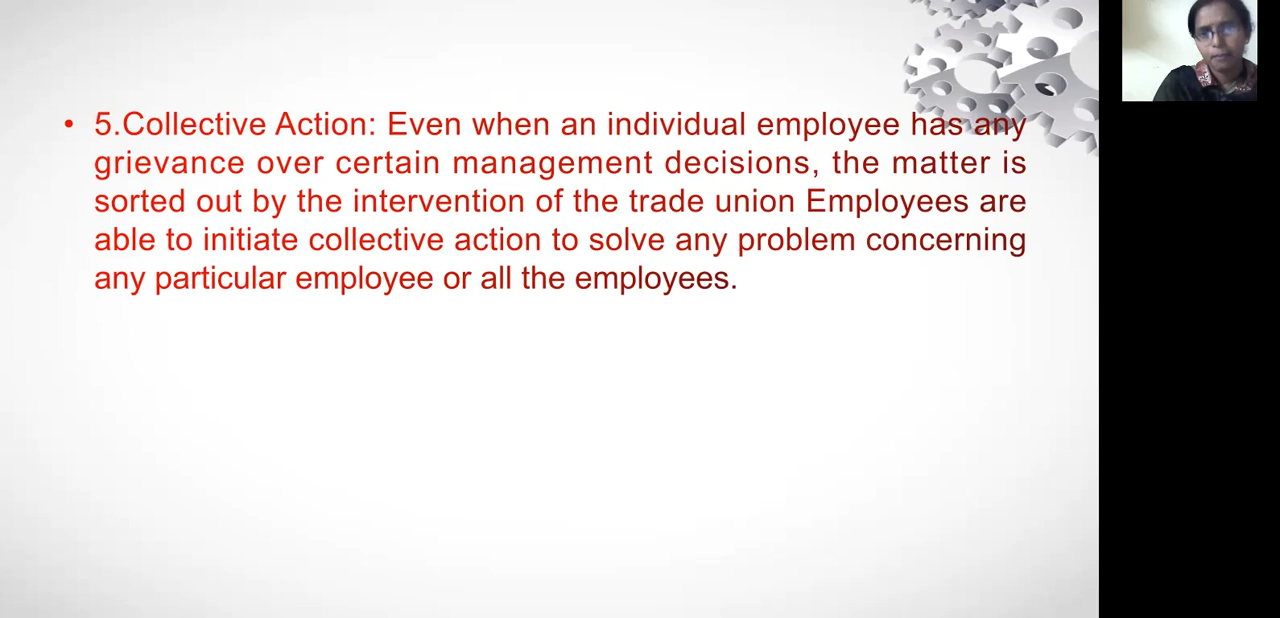 • 5.Collective Action: Even when an individual employee has any
grievance over certain management decisions, the matter is
sorted out by the intervention of the trade union Employees are
able to initiate collective action to solve any problem concerning
any particular employee or all the employees.